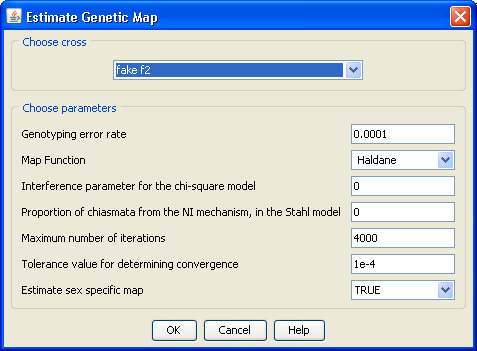 Estimate Genetic Map
Choose cross
fake f2
Choose parameters
Genotyping error rate 0.0001
Map Function Haldane
Interference parameter for the chi-square model 0
Proportion of chiasmata from the NI mechanism, in the Stahl model 0
Maximum number of iterations 4000
Tolerance value for determining convergence 1e-4
Estimate sex specific map TRUE
OK Cancel Help